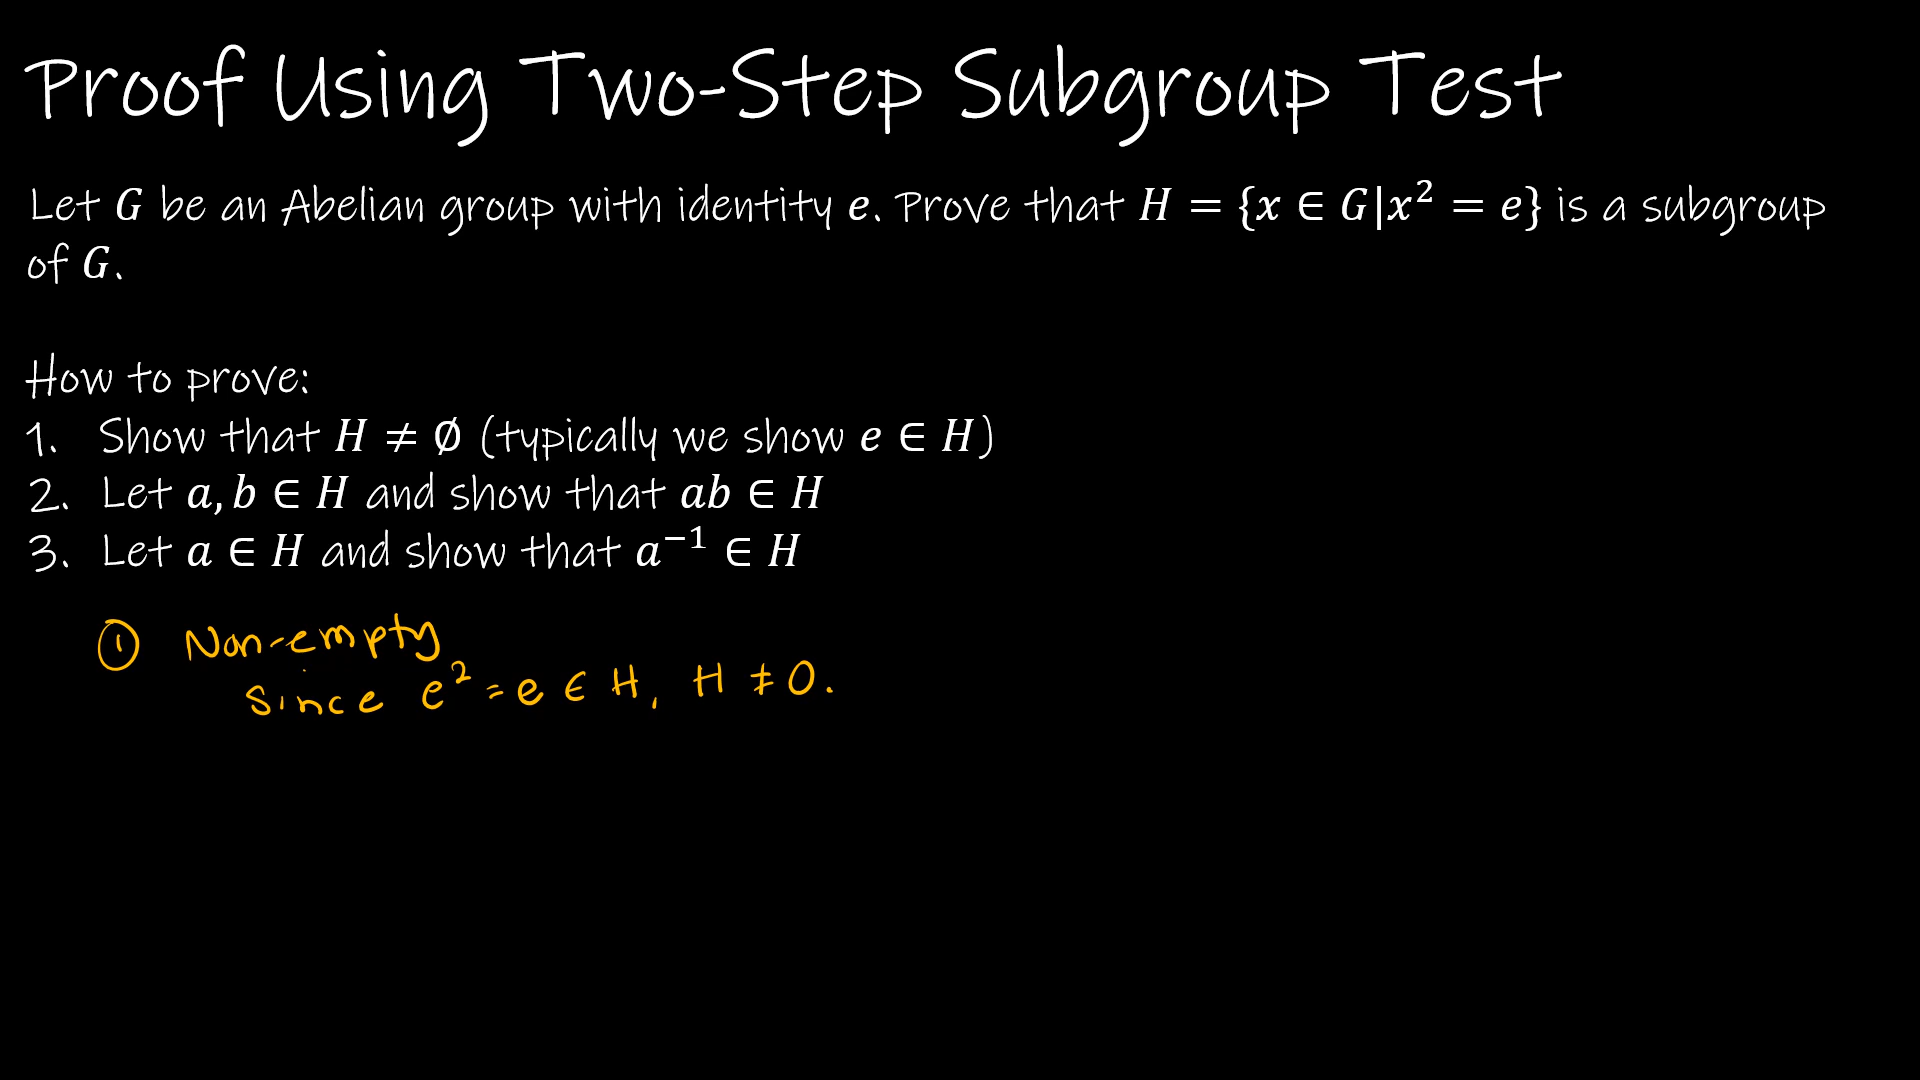 Proof Using Two-Step Subgroup Test
Let G be an Abelian group with identity e. Prove that H = {x ∈ G|x² = e} is a subgroup
of G.
How to prove:
1. Show that H ≠ ∅ (typically we show e ∈ H)
2. Let a, b ∈ H and show that ab ∈ H
3. Let a ∈ H and show that a⁻¹ ∈ H
① Non-empty
Since e² = e ∈ H, H ≠ 0.